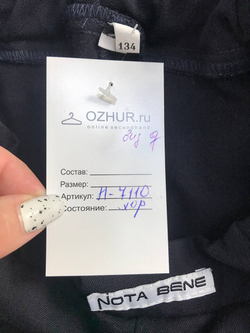 134
OZHUR.ru
online secondhand
Состав:
Размер:
Артикул: П-4110
Состояние: хор
NOTA BENE